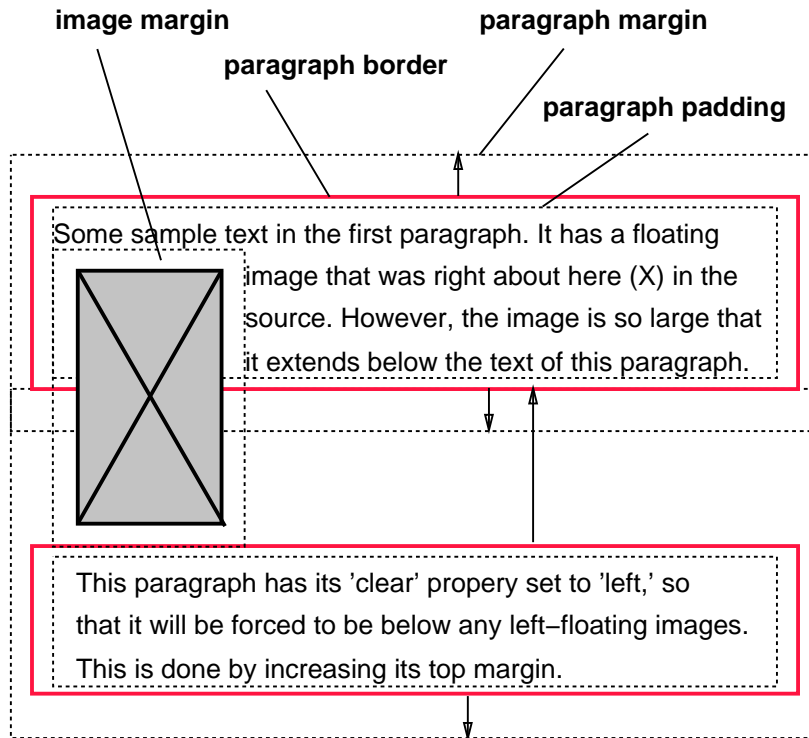 image margin
paragraph margin
paragraph border
paragraph padding
Some sample text in the first paragraph. It has a floating
image that was right about here (X) in the
source. However, the image is so large that
it extends below the text of this paragraph.
This paragraph has its ’clear’ propery set to ’left,’ so
that it will be forced to be below any left−floating images.
This is done by increasing its top margin.